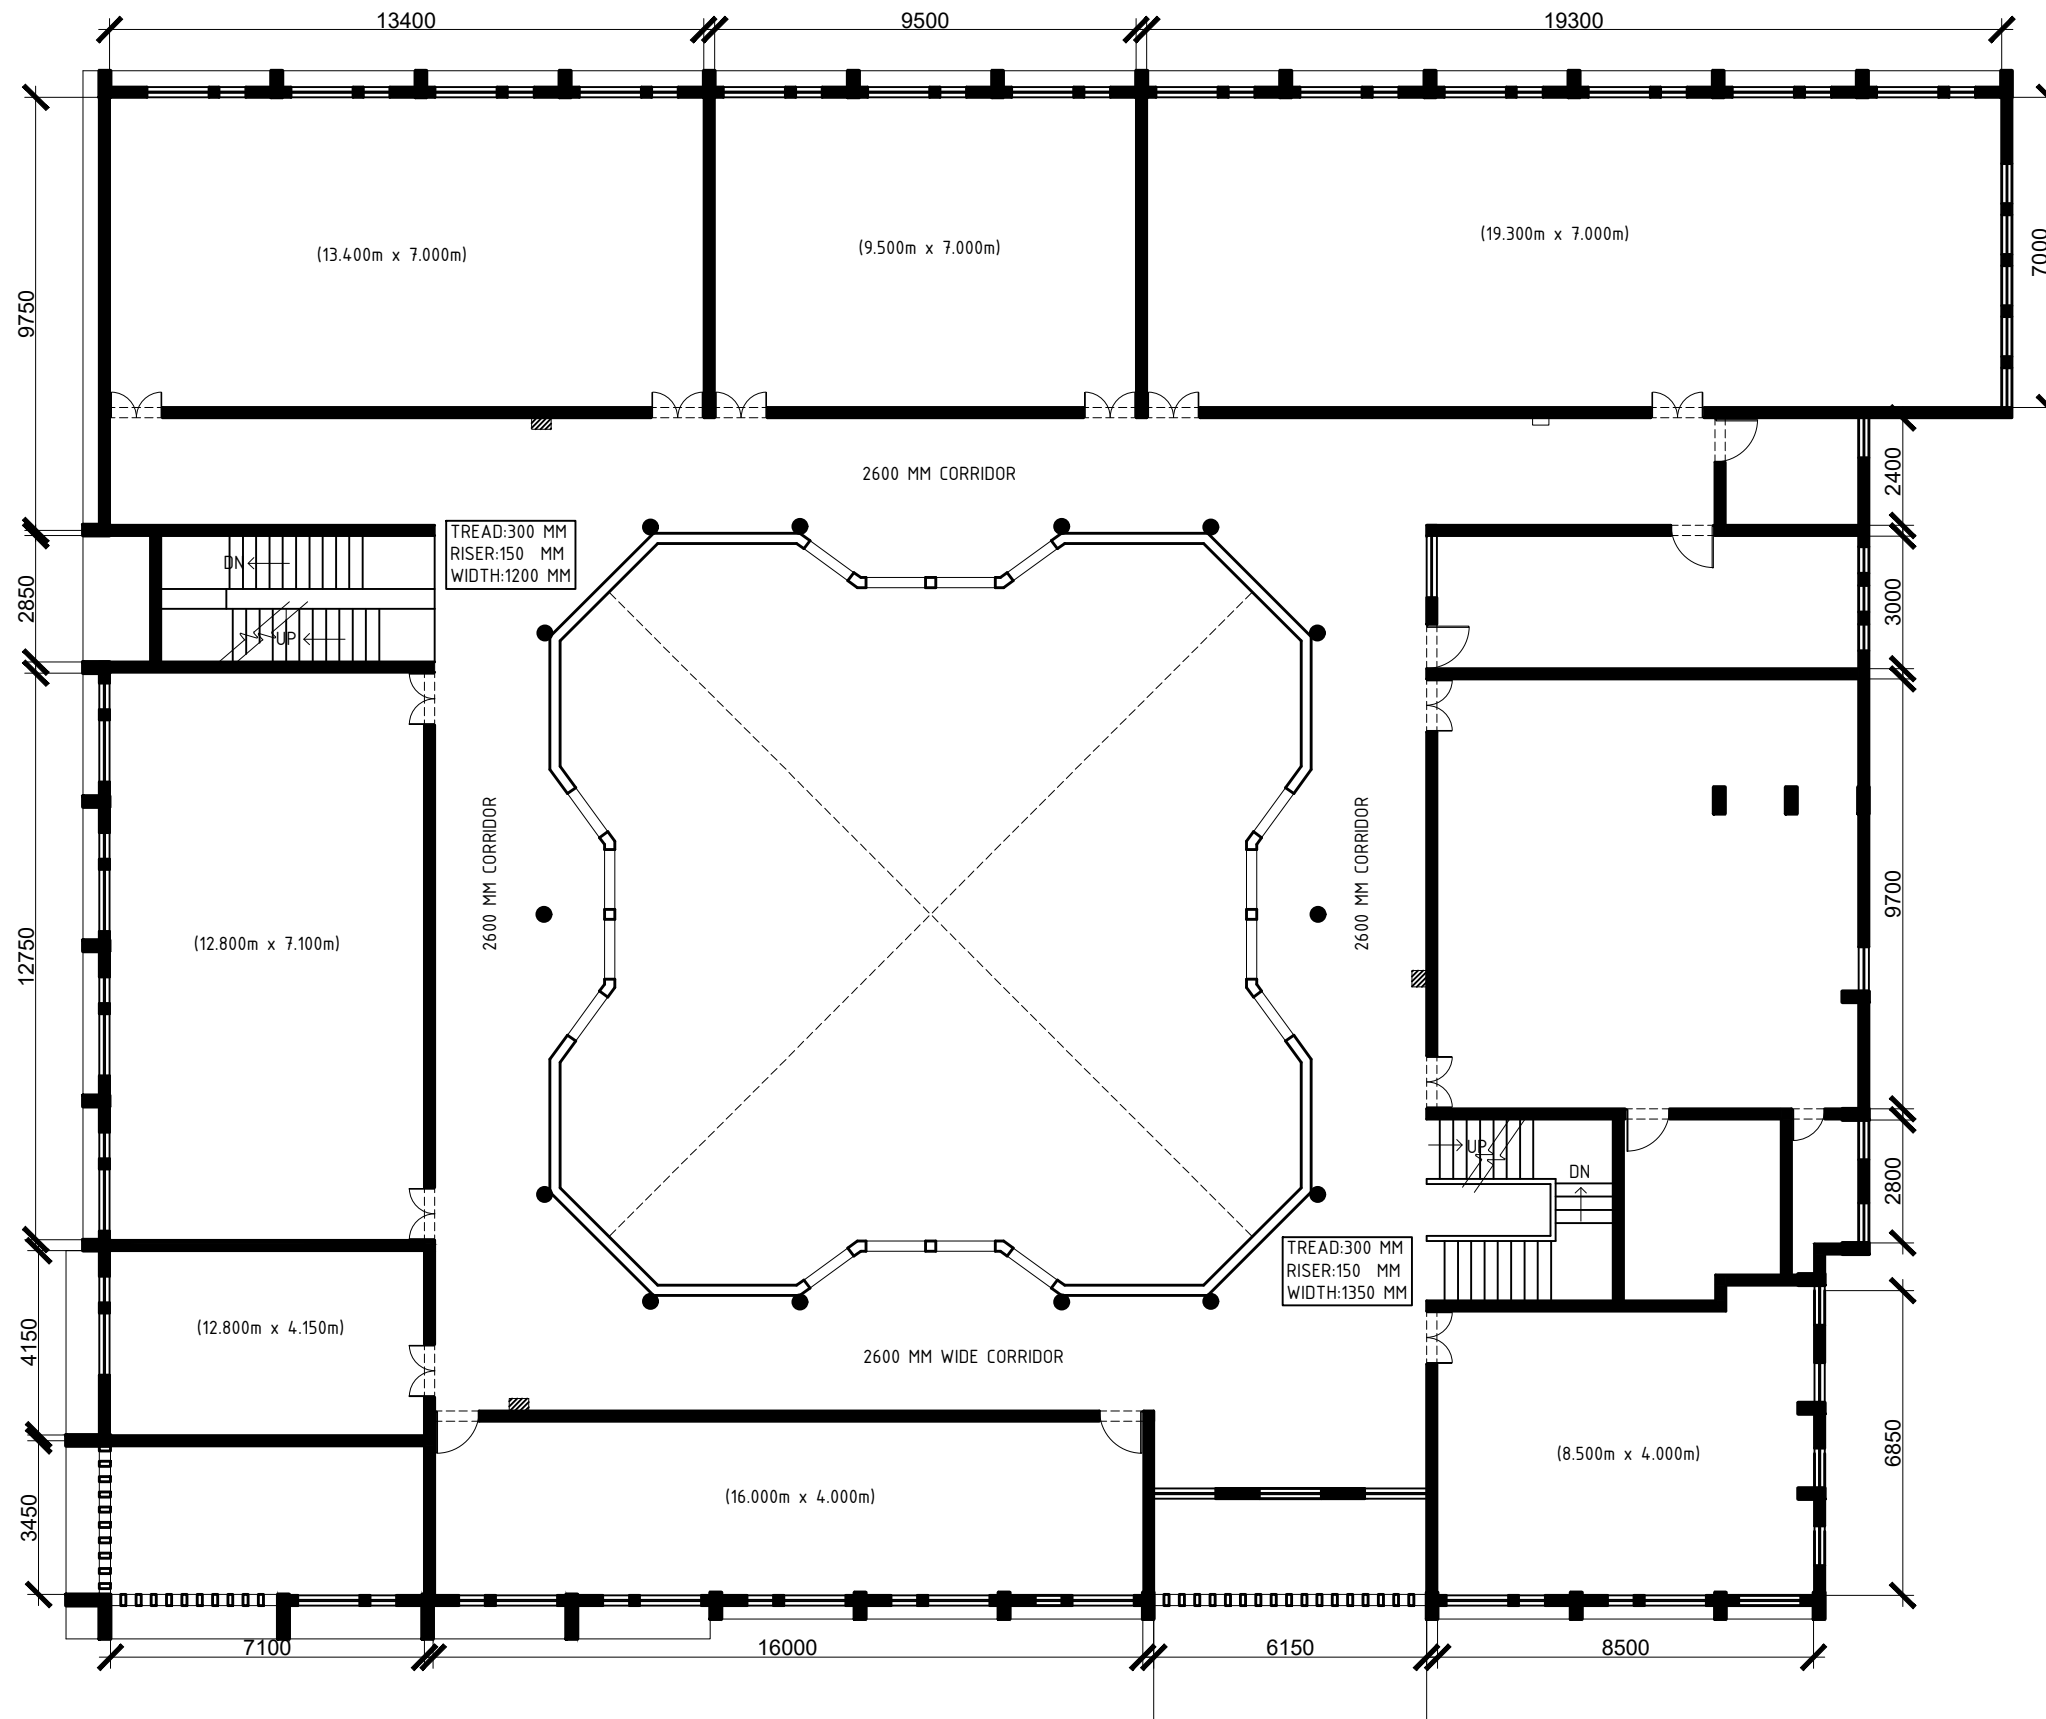 13400
9500
19300
(13.400m x 7.000m)
(9.500m x 7.000m)
(19.300m x 7.000m)
7000
9750
2600 MM CORRIDOR
2400
TREAD:300 MM
RISER:150 MM
WIDTH:1200 MM
DN
UP
2850
3000
2600 MM CORRIDOR
2600 MM CORRIDOR
12750
(12.800m x 7.100m)
9700
UP
DN
2800
TREAD:300 MM
RISER:150 MM
WIDTH:1350 MM
4150
(12.800m x 4.150m)
2600 MM WIDE CORRIDOR
(16.000m x 4.000m)
(8.500m x 4.000m)
6850
3450
7100
16000
6150
8500